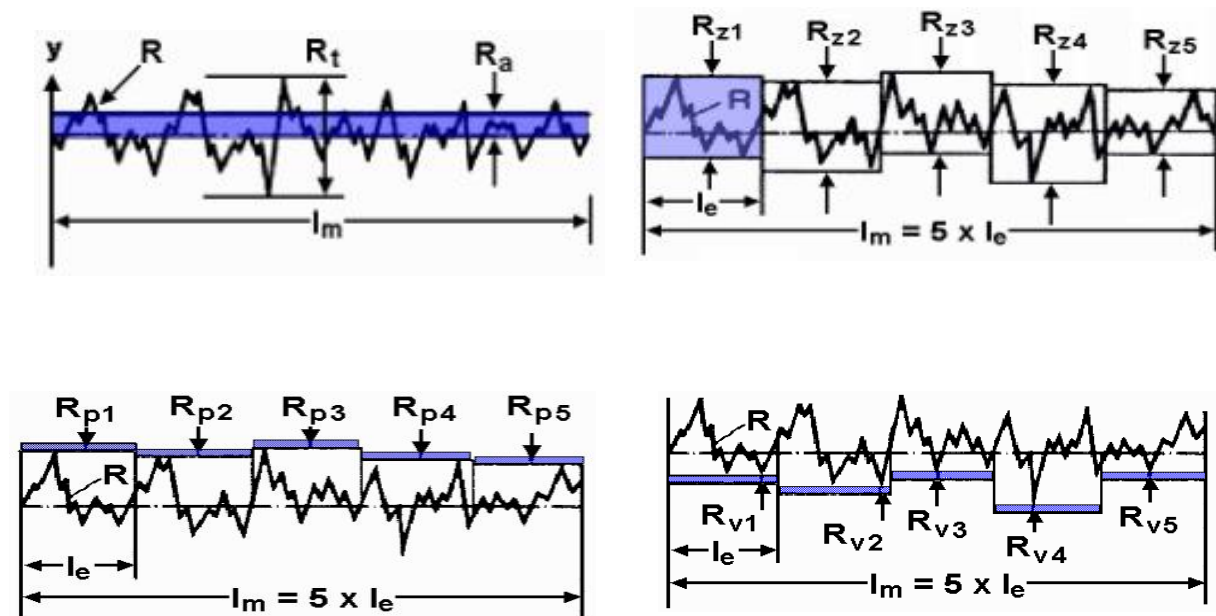 y R Rt Ra
lm
Rz1 Rz2 Rz3 Rz4 Rz5
R
le
lm = 5 x le
Rp1 Rp2 Rp3 Rp4 Rp5
R
le
lm = 5 x le
R
Rv1 Rv2 Rv3 Rv4 Rv5
le
lm = 5 x le